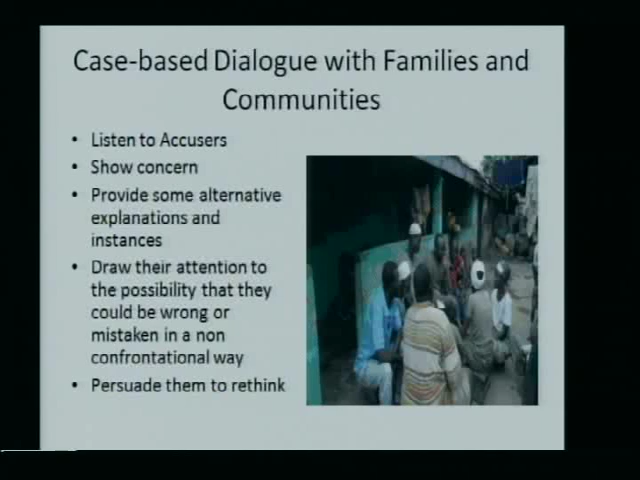 Case-based Dialogue with Families and
Communities
• Listen to Accusers
• Show concern
• Provide some alternative
explanations and
instances
• Draw their attention to
the possibility that they
could be wrong or
mistaken in a non
confrontational way
• Persuade them to rethink